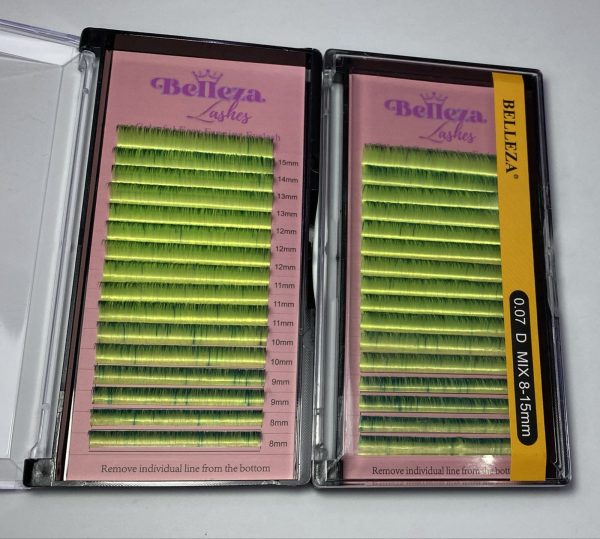 Belleza
Lashes
15mm
14mm
13mm
13mm
12mm
12mm
12mm
11mm
11mm
11mm
10mm
10mm
9mm
9mm
8mm
8mm
Remove individual line from the bottom
Belleza
Lashes
BELLEZA®
0.07 D MIX 8-15mm
Remove individual line from the bott